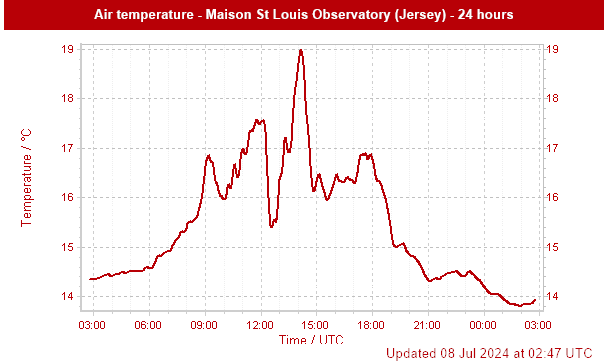 Air temperature - Maison St Louis Observatory (Jersey) - 24 hours
19 19
18 18
17 17
16 16
15 15
14 14
Temperature / °C
03:00 06:00 09:00 12:00 15:00 18:00 21:00 00:00 03:00
Time / UTC
Updated 08 Jul 2024 at 02:47 UTC